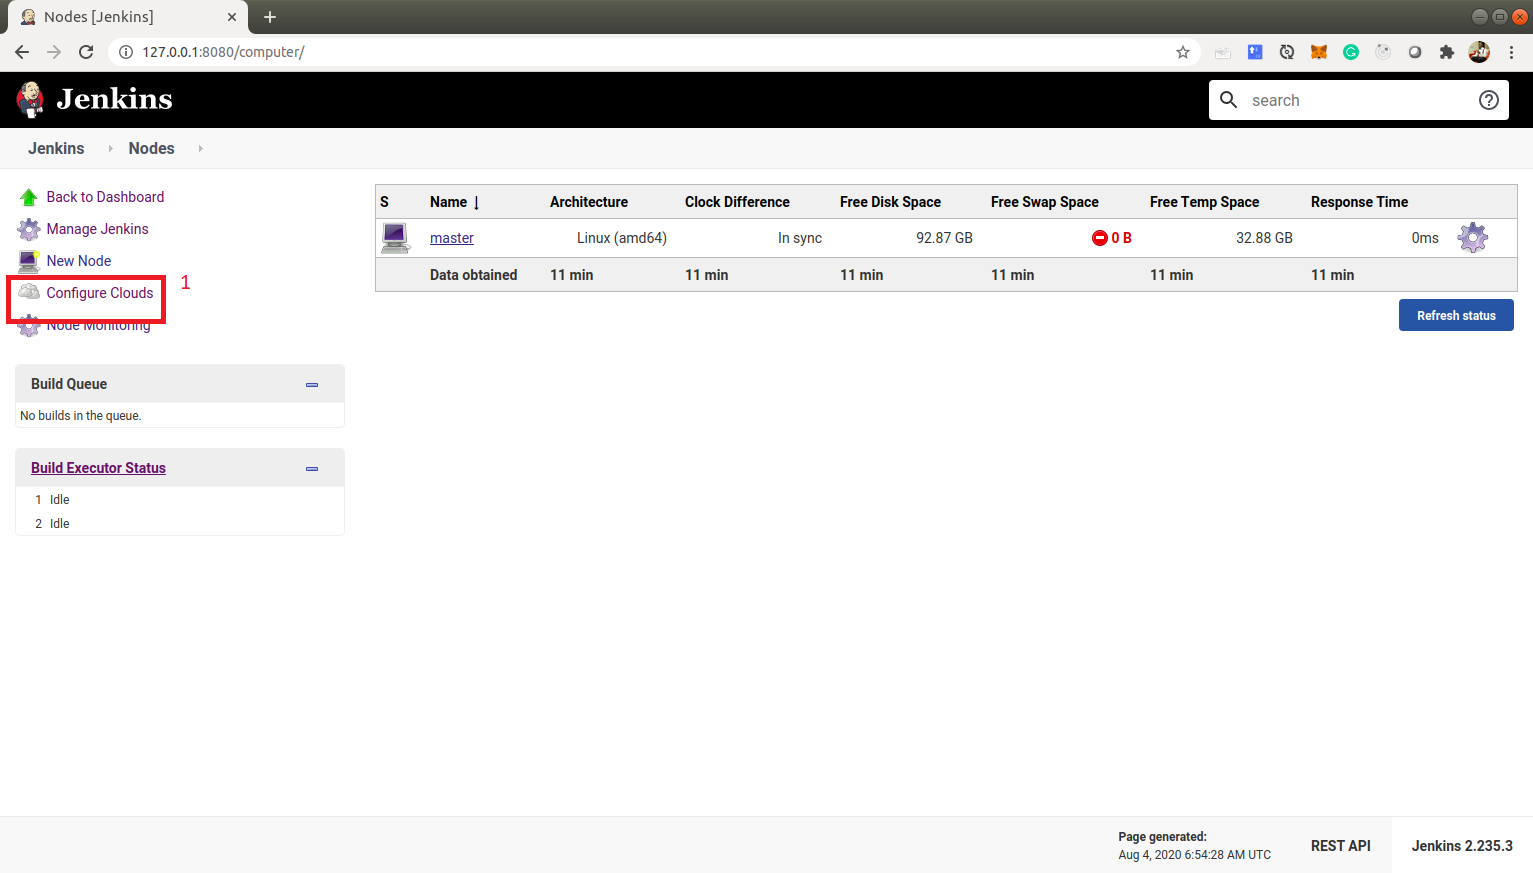 Nodes [Jenkins]
127.0.0.1:8080/computer/
Jenkins
search
Jenkins Nodes
Back to Dashboard
Manage Jenkins
New Node
Configure Clouds 1
Node Monitoring
S Name ↓ Architecture Clock Difference Free Disk Space Free Swap Space Free Temp Space Response Time
master Linux (amd64) In sync 92.87 GB 0 B 32.88 GB 0ms
Data obtained 11 min 11 min 11 min 11 min 11 min 11 min
Refresh status
Build Queue
No builds in the queue.
Build Executor Status
1 Idle
2 Idle
Page generated:
Aug 4, 2020 6:54:28 AM UTC
REST API
Jenkins 2.235.3